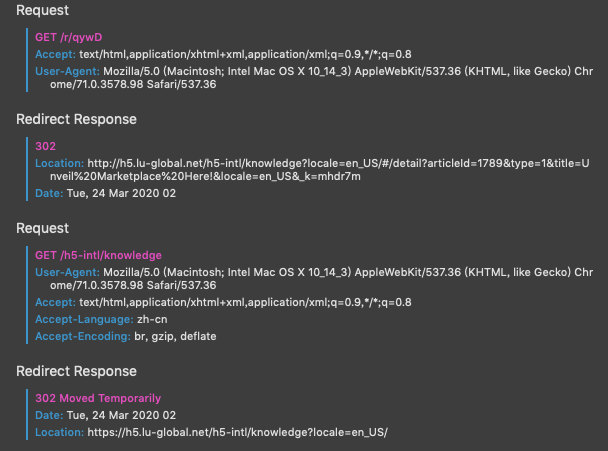 Request
GET /r/qywD
Accept: text/html,application/xhtml+xml,application/xml;q=0.9,*/*;q=0.8
User-Agent: Mozilla/5.0 (Macintosh; Intel Mac OS X 10_14_3) AppleWebKit/537.36 (KHTML, like Gecko) Chr
ome/71.0.3578.98 Safari/537.36
Redirect Response
302
Location: http://h5.lu-global.net/h5-intl/knowledge?locale=en_US/#/detail?articleId=1789&type=1&title=U
nveil%20Marketplace%20Here!&locale=en_US&_k=mhdr7m
Date: Tue, 24 Mar 2020 02
Request
GET /h5-intl/knowledge
User-Agent: Mozilla/5.0 (Macintosh; Intel Mac OS X 10_14_3) AppleWebKit/537.36 (KHTML, like Gecko) Chr
ome/71.0.3578.98 Safari/537.36
Accept: text/html,application/xhtml+xml,application/xml;q=0.9,*/*;q=0.8
Accept-Language: zh-cn
Accept-Encoding: br, gzip, deflate
Redirect Response
302 Moved Temporarily
Date: Tue, 24 Mar 2020 02
Location: https://h5.lu-global.net/h5-intl/knowledge?locale=en_US/